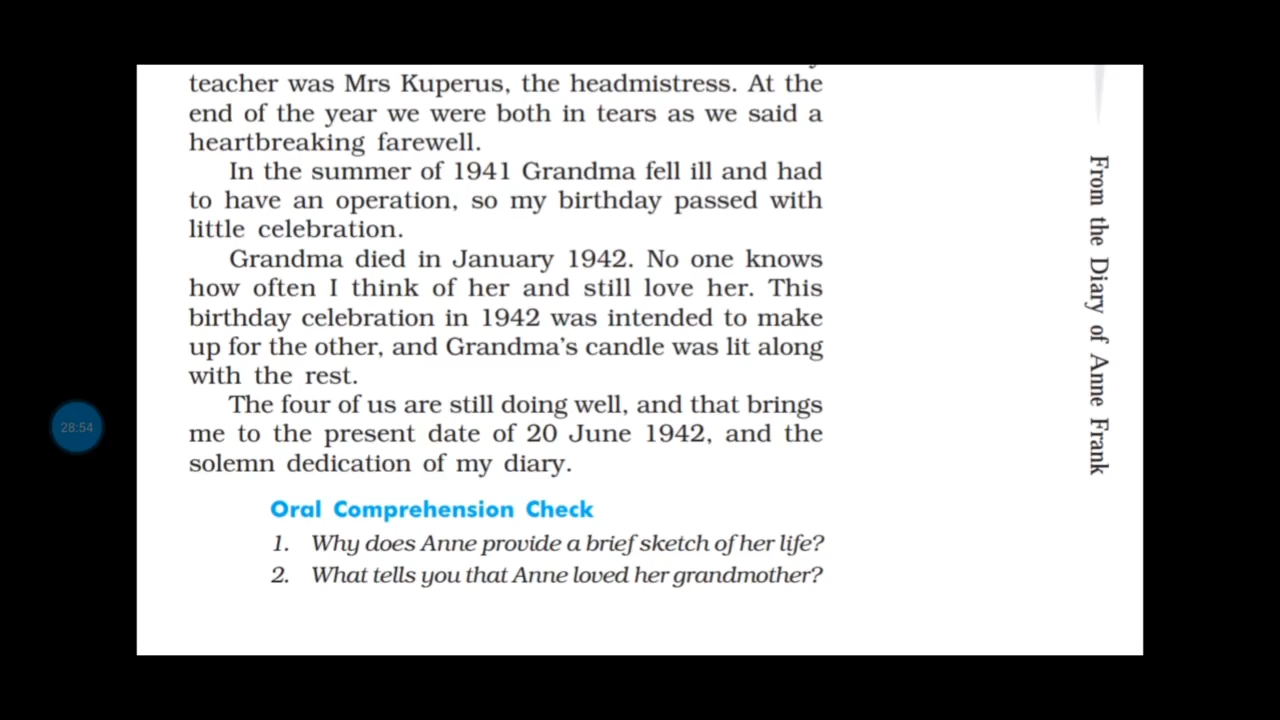 teacher was Mrs Kuperus, the headmistress. At the
end of the year we were both in tears as we said a
heartbreaking farewell.
In the summer of 1941 Grandma fell ill and had
to have an operation, so my birthday passed with
little celebration.
Grandma died in January 1942. No one knows
how often I think of her and still love her. This
birthday celebration in 1942 was intended to make
up for the other, and Grandma's candle was lit along
with the rest.
The four of us are still doing well, and that brings
me to the present date of 20 June 1942, and the
solemn dedication of my diary.
Oral Comprehension Check
1. Why does Anne provide a brief sketch of her life?
2. What tells you that Anne loved her grandmother?
From the Diary of Anne Frank
28:54